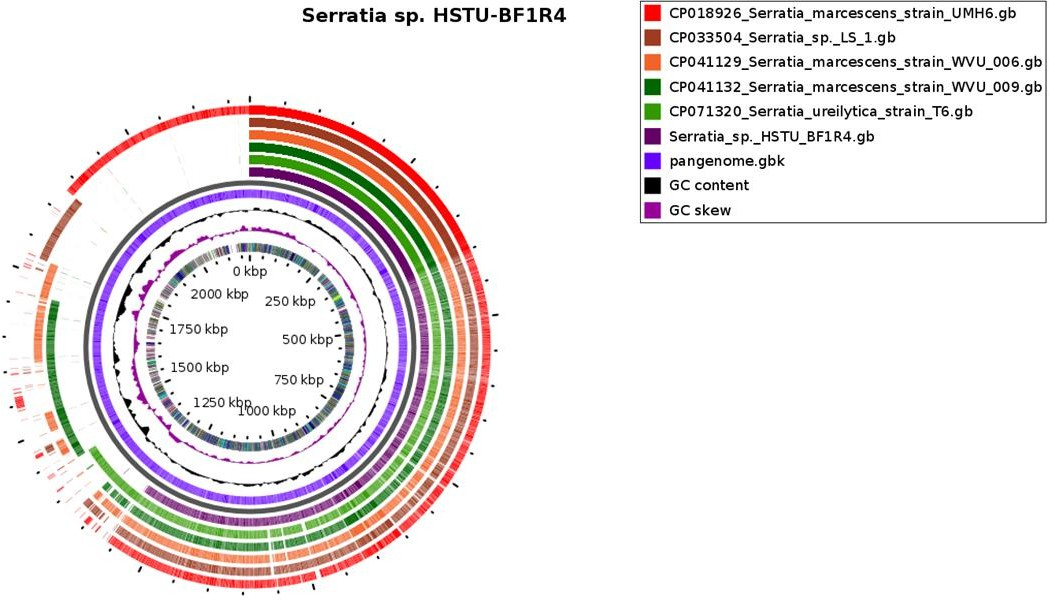 Serratia sp. HSTU-BF1R4
CP018926_Serratia_marcescens_strain_UMH6.gb
CP033504_Serratia_sp._LS_1.gb
CP041129_Serratia_marcescens_strain_WVU_006.gb
CP041132_Serratia_marcescens_strain_WVU_009.gb
CP071320_Serratia_ureilytica_strain_T6.gb
Serratia_sp._HSTU_BF1R4.gb
pangenome.gbk
GC content
GC skew
0 kbp
250 kbp
500 kbp
750 kbp
1000 kbp
1250 kbp
1500 kbp
1750 kbp
2000 kbp